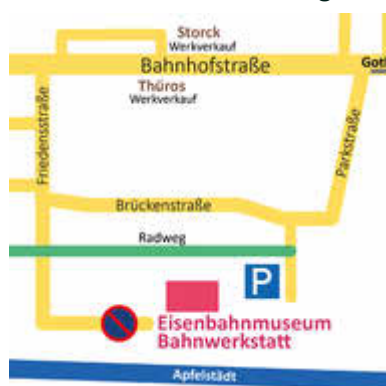 Storck
Werkverkauf
Bahnhofstraße
Goth
Thüros
Werkverkauf
Friedensstraße
Parkstraße
Brückenstraße
Radweg
P
Eisenbahnmuseum
Bahnwerkstatt
Apfelstädt